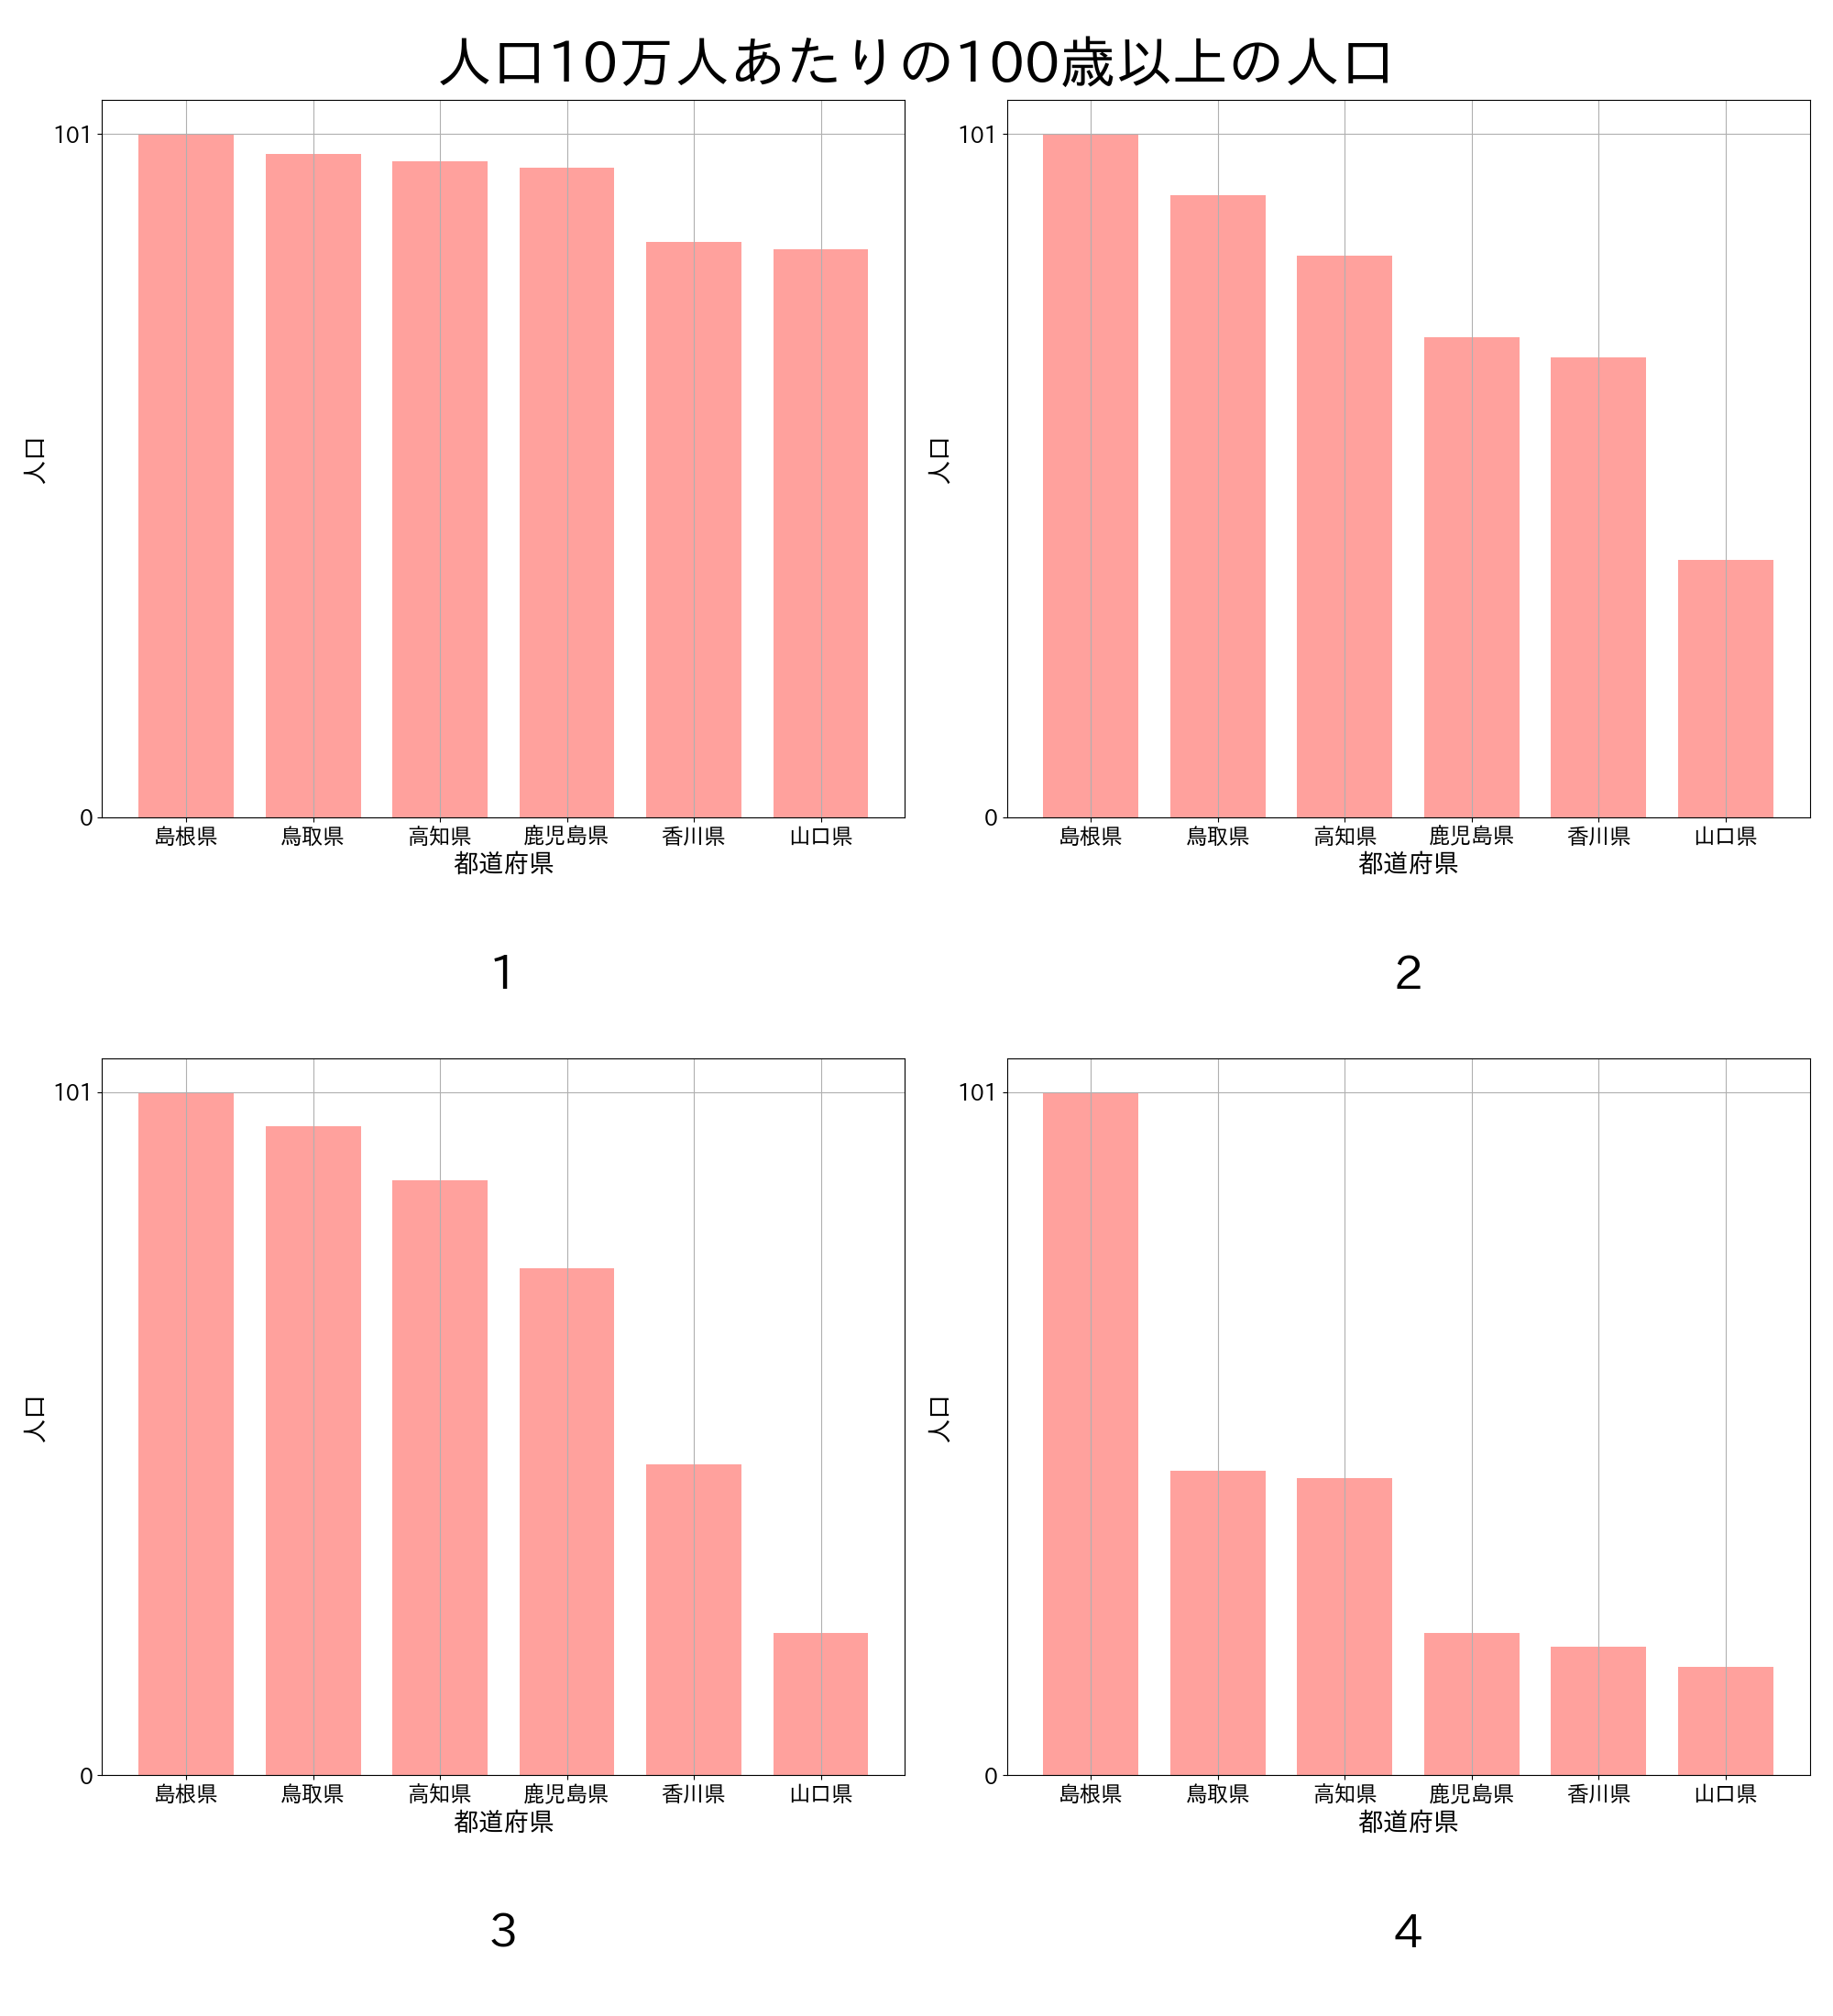 人口10万人あたりの100歳以上の人口
101
0
人口
島根県 鳥取県 高知県 鹿児島県 香川県 山口県
都道府県
1
101
0
人口
島根県 鳥取県 高知県 鹿児島県 香川県 山口県
都道府県
2
101
0
人口
島根県 鳥取県 高知県 鹿児島県 香川県 山口県
都道府県
3
101
0
人口
島根県 鳥取県 高知県 鹿児島県 香川県 山口県
都道府県
4